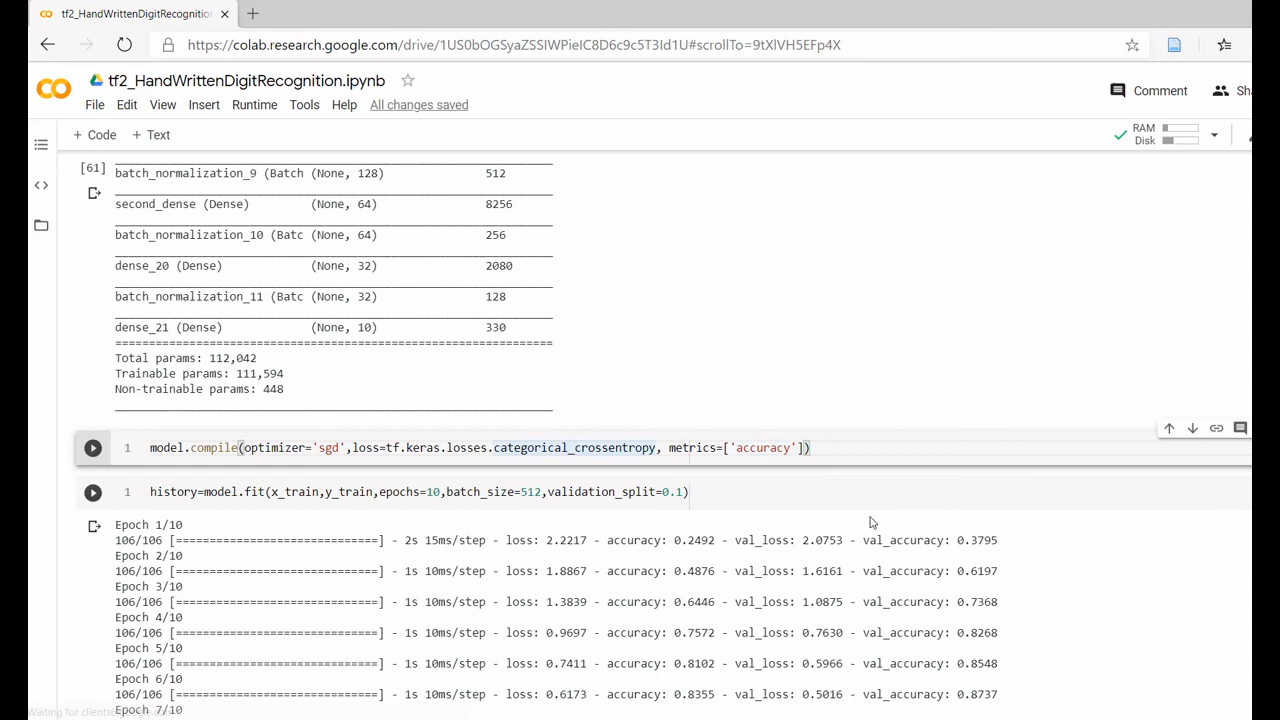 tf2_HandWrittenDigitRecognitio
https://colab.research.google.com/drive/1US0bOGSyaZSSIWPieIC8D6c9c5T3Id1U#scrollTo=9tXlVH5EFp4X
tf2_HandWrittenDigitRecognition.ipynb
File Edit View Insert Runtime Tools Help All changes saved
Comment
Sh
+ Code + Text
RAM
Disk
[61]
batch_normalization_9 (Batch (None, 128) 512
second_dense (Dense) (None, 64) 8256
batch_normalization_10 (Batc (None, 64) 256
dense_20 (Dense) (None, 32) 2080
batch_normalization_11 (Batc (None, 32) 128
dense_21 (Dense) (None, 10) 330
=================================================================
Total params: 112,042
Trainable params: 111,594
Non-trainable params: 448
1 model.compile(optimizer='sgd',loss=tf.keras.losses.categorical_crossentropy, metrics=['accuracy'])
1 history=model.fit(x_train,y_train,epochs=10,batch_size=512,validation_split=0.1)
Epoch 1/10
106/106 [==============================] - 2s 15ms/step - loss: 2.2217 - accuracy: 0.2492 - val_loss: 2.0753 - val_accuracy: 0.3795
Epoch 2/10
106/106 [==============================] - 1s 10ms/step - loss: 1.8867 - accuracy: 0.4876 - val_loss: 1.6161 - val_accuracy: 0.6197
Epoch 3/10
106/106 [==============================] - 1s 10ms/step - loss: 1.3839 - accuracy: 0.6446 - val_loss: 1.0875 - val_accuracy: 0.7368
Epoch 4/10
106/106 [==============================] - 1s 10ms/step - loss: 0.9697 - accuracy: 0.7572 - val_loss: 0.7630 - val_accuracy: 0.8268
Epoch 5/10
106/106 [==============================] - 1s 10ms/step - loss: 0.7411 - accuracy: 0.8102 - val_loss: 0.5966 - val_accuracy: 0.8548
Epoch 6/10
106/106 [==============================] - 1s 10ms/step - loss: 0.6173 - accuracy: 0.8355 - val_loss: 0.5016 - val_accuracy: 0.8737
Epoch 7/10
Waiting for